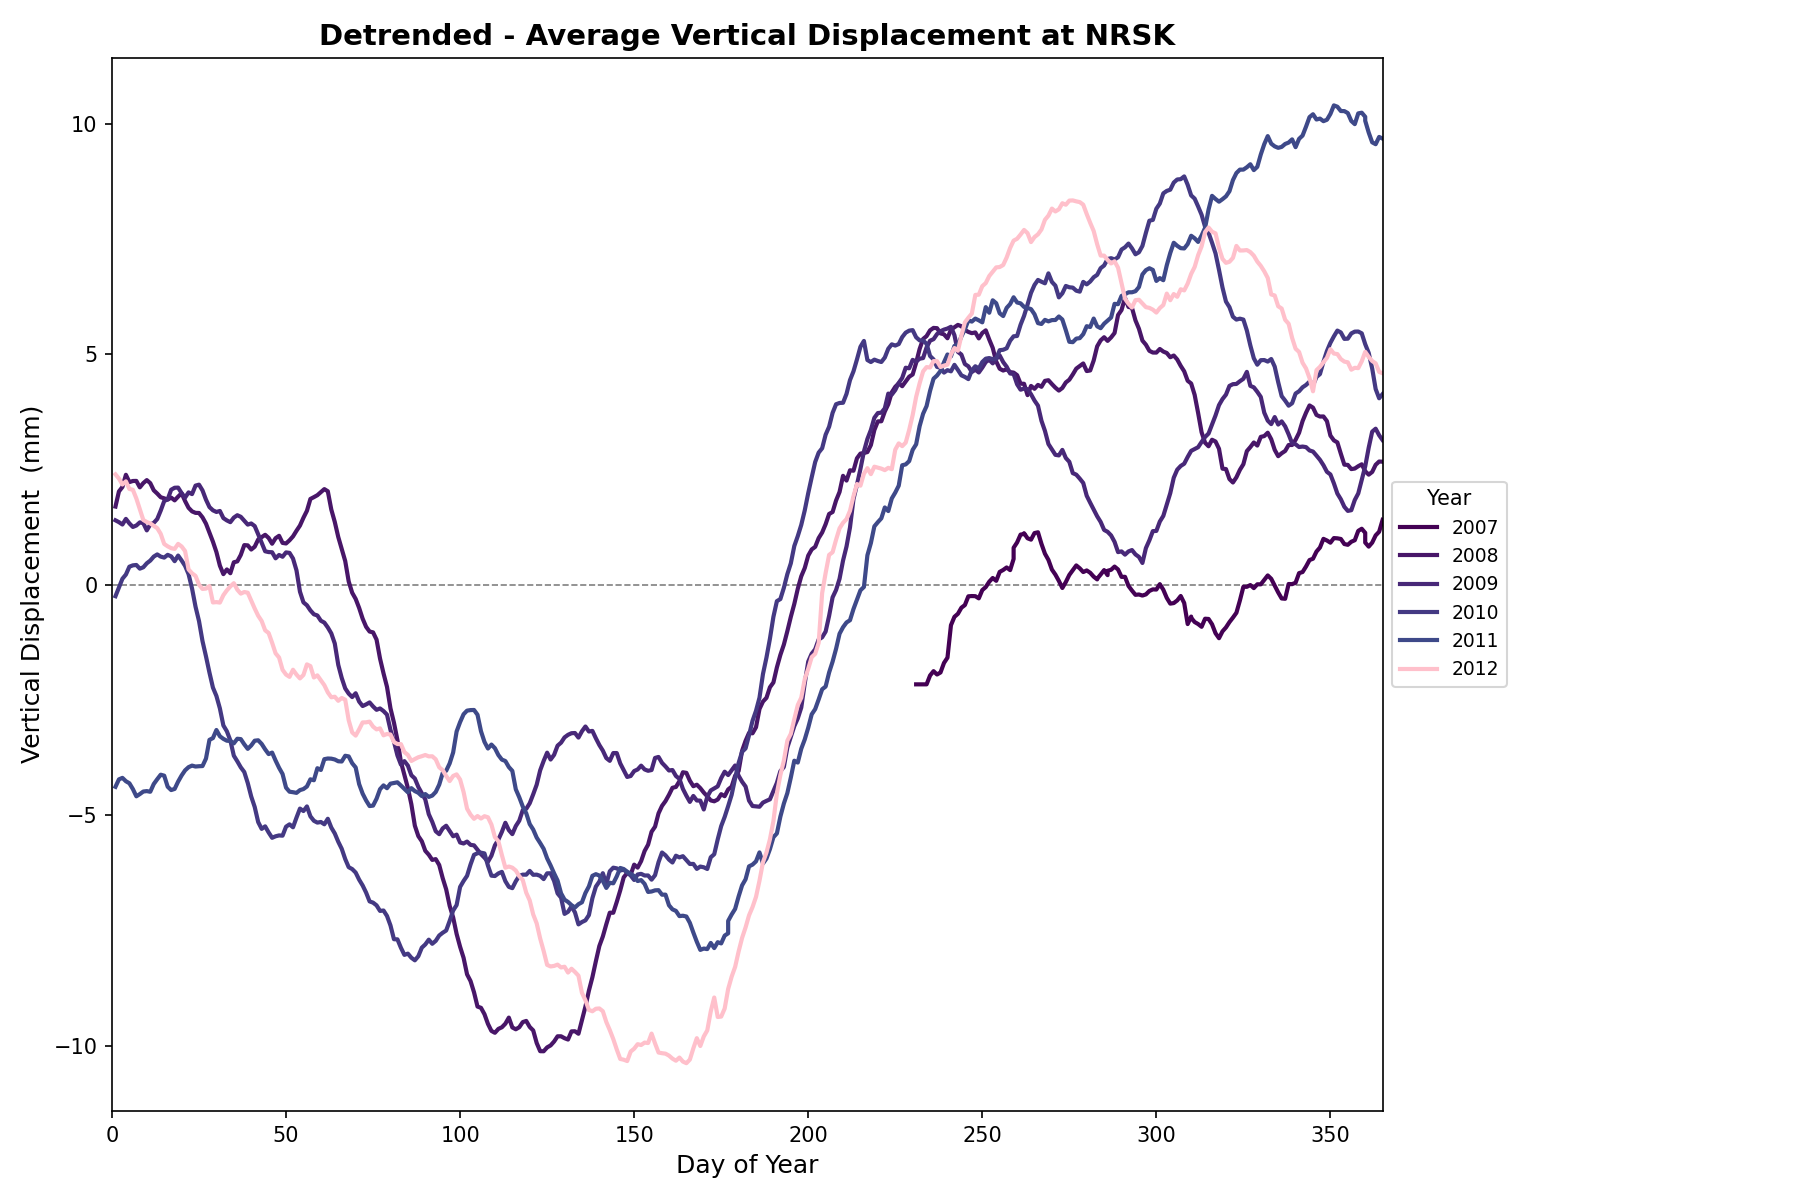 Detrended - Average Vertical Displacement at NRSK
Vertical Displacement  (mm)
10
5
0
−5
−10
0 50 100 150 200 250 300 350
Day of Year
Year
2007
2008
2009
2010
2011
2012